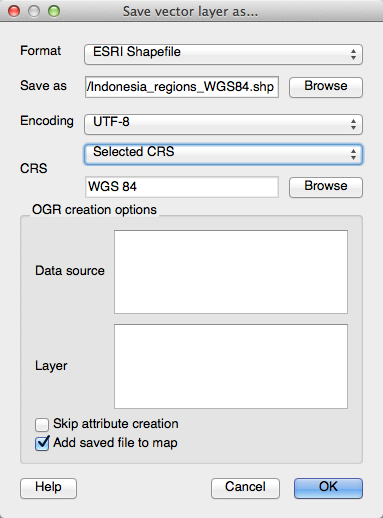 Save vector layer as...
Format ESRI Shapefile
Save as /Indonesia_regions_WGS84.shp Browse
Encoding UTF-8
Selected CRS
CRS
WGS 84 Browse
OGR creation options
Data source
Layer
Skip attribute creation
Add saved file to map
Help Cancel OK